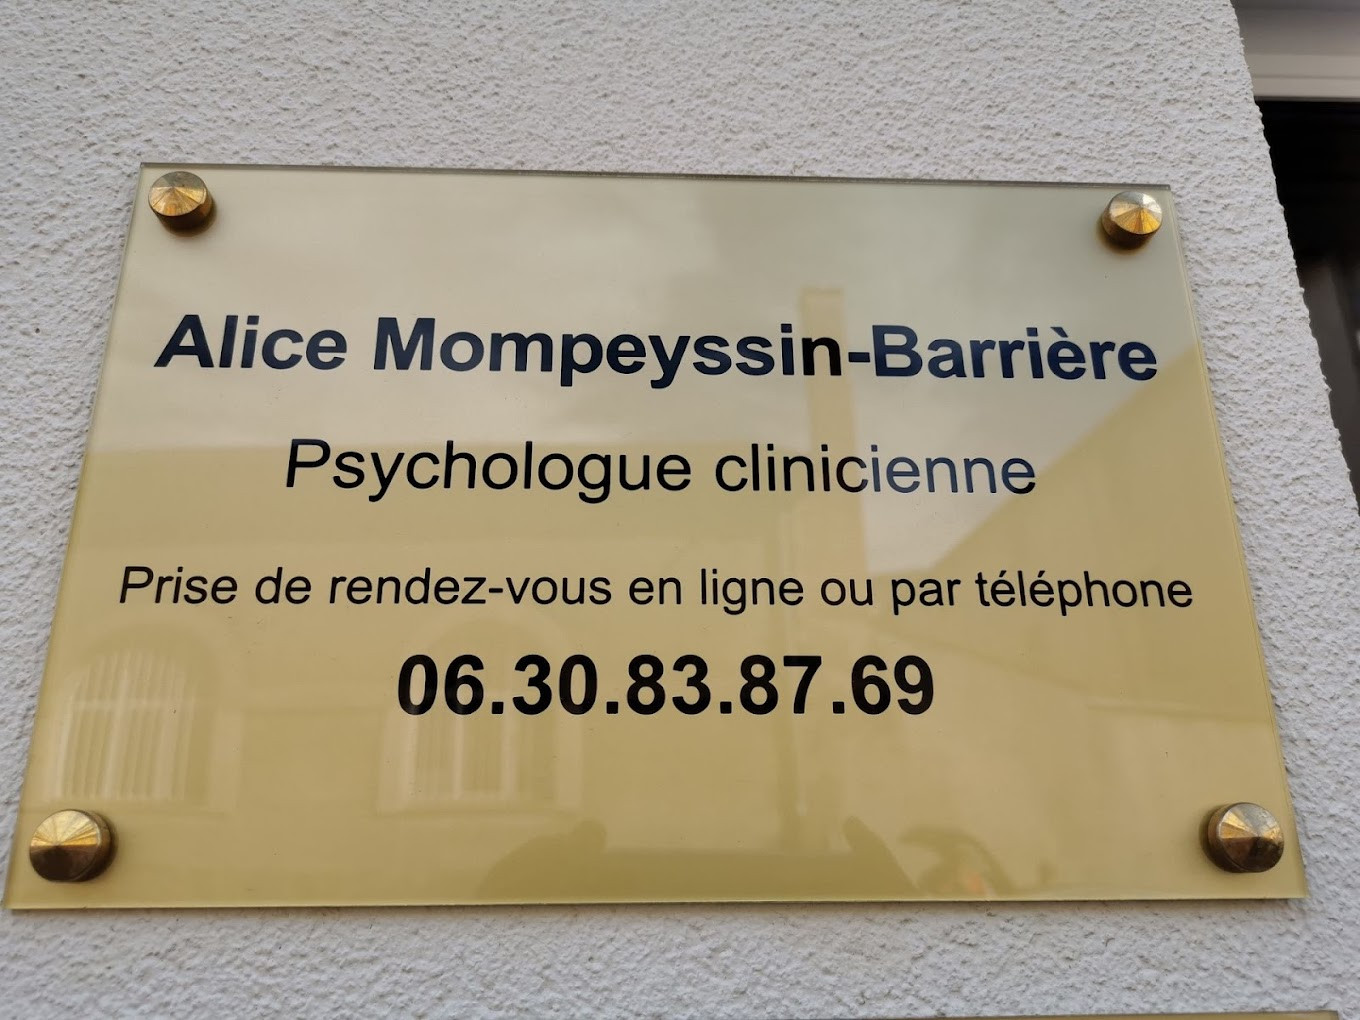 Alice Mompeyssin-Barrière
Psychologue clinicienne
Prise de rendez-vous en ligne ou par téléphone
06.30.83.87.69